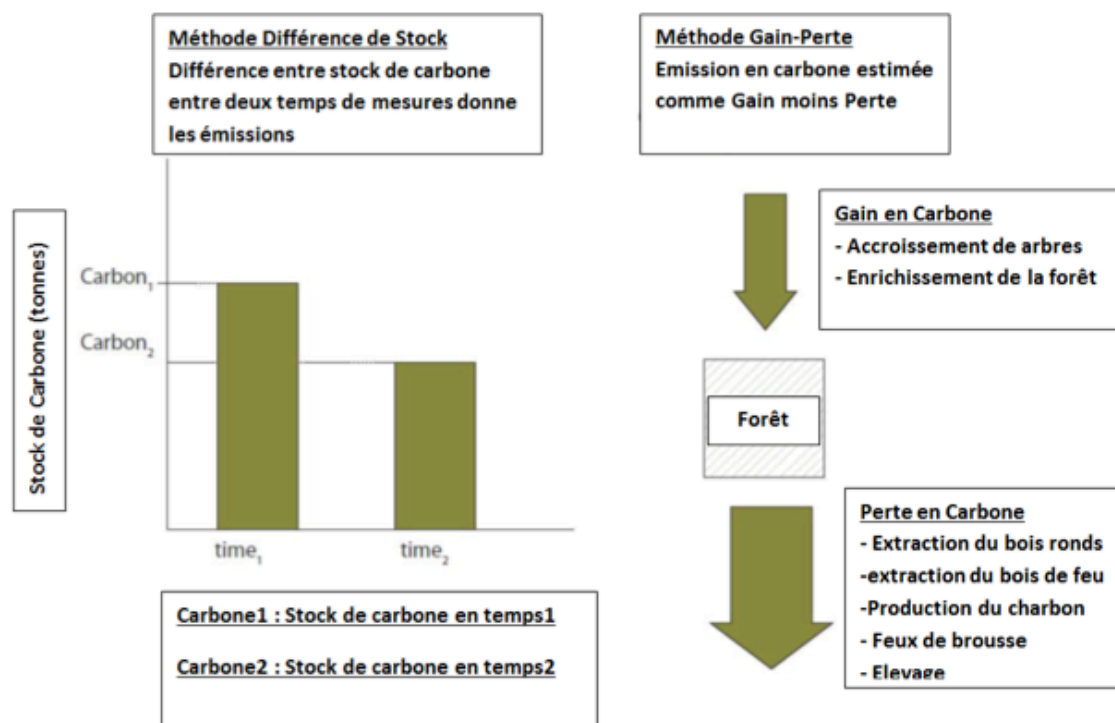 Méthode Différence de Stock
Différence entre stock de carbone
entre deux temps de mesures donne
les émissions
Stock de Carbone (tonnes)
Carbon1
Carbon2
time1
time2
Carbone1 : Stock de carbone en temps1
Carbone2 : Stock de carbone en temps2
Méthode Gain-Perte
Emission en carbone estimée
comme Gain moins Perte
Gain en Carbone
- Accroissement de arbres
- Enrichissement de la forêt
Forêt
Perte en Carbone
- Extraction du bois ronds
-extraction du bois de feu
-Production du charbon
- Feux de brousse
- Elevage